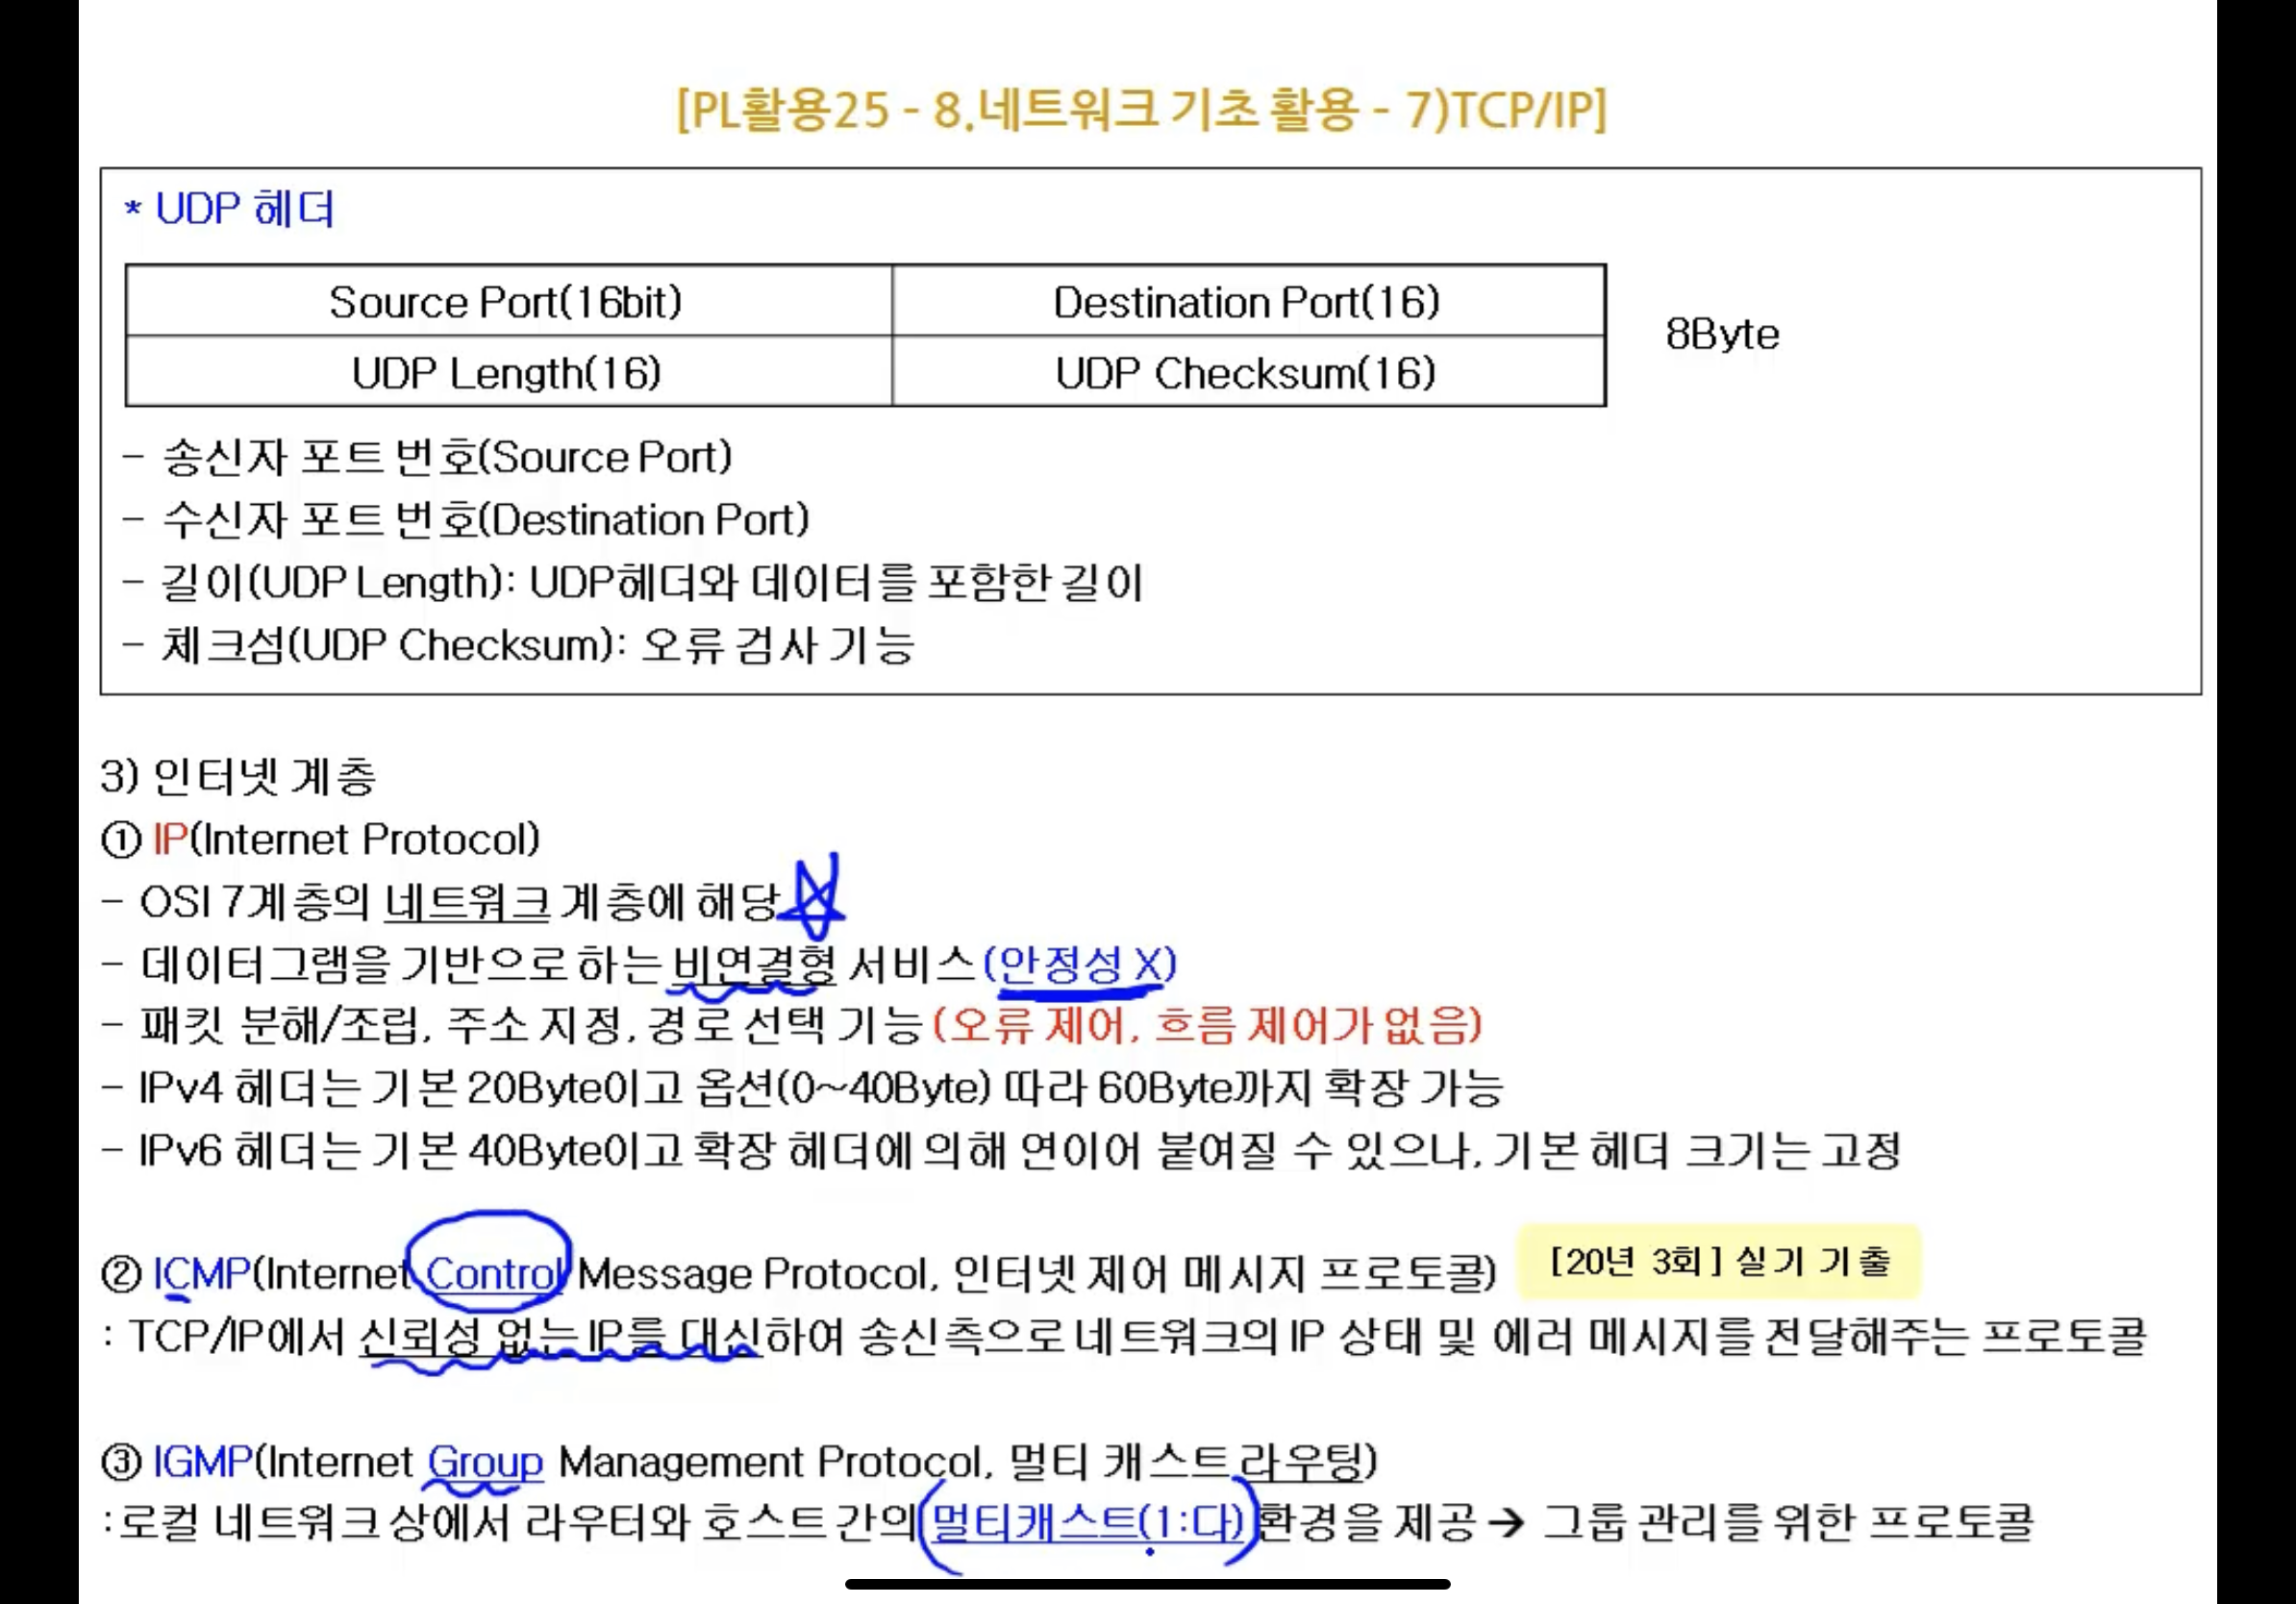 [PL활용25 - 8.네트워크 기초 활용 - 7)TCP/IP]
* UDP 헤더
Source Port(16bit) Destination Port(16)
8Byte
UDP Length(16) UDP Checksum(16)
- 송신자 포트 번호(Source Port)
- 수신자 포트 번호(Destination Port)
- 길이(UDP Length): UDP헤더와 데이터를 포함한 길이
- 체크섬(UDP Checksum): 오류 검사 기능
3) 인터넷 계층
① IP(Internet Protocol)
- OSI 7계층의 네트워크 계층에 해당
- 데이터그램을 기반으로 하는 비연결형 서비스(안정성 X)
- 패킷 분해/조립, 주소 지정, 경로 선택 기능(오류 제어, 흐름 제어가 없음)
- IPv4 헤더는 기본 20Byte이고 옵션(0~40Byte) 따라 60Byte까지 확장 가능
- IPv6 헤더는 기본 40Byte이고 확장 헤더에 의해 연이어 붙여질 수 있으나, 기본 헤더 크기는 고정
② ICMP(Internet Control Message Protocol, 인터넷 제어 메시지 프로토콜) [20년 3회] 실기 기출
: TCP/IP에서 신뢰성 없는 IP를 대신하여 송신측으로 네트워크의 IP 상태 및 에러 메시지를 전달해주는 프로토콜
③ IGMP(Internet Group Management Protocol, 멀티 캐스트 라우팅)
:로컬 네트워크 상에서 라우터와 호스트 간의 멀티캐스트(1:다) 환경을 제공 → 그룹 관리를 위한 프로토콜